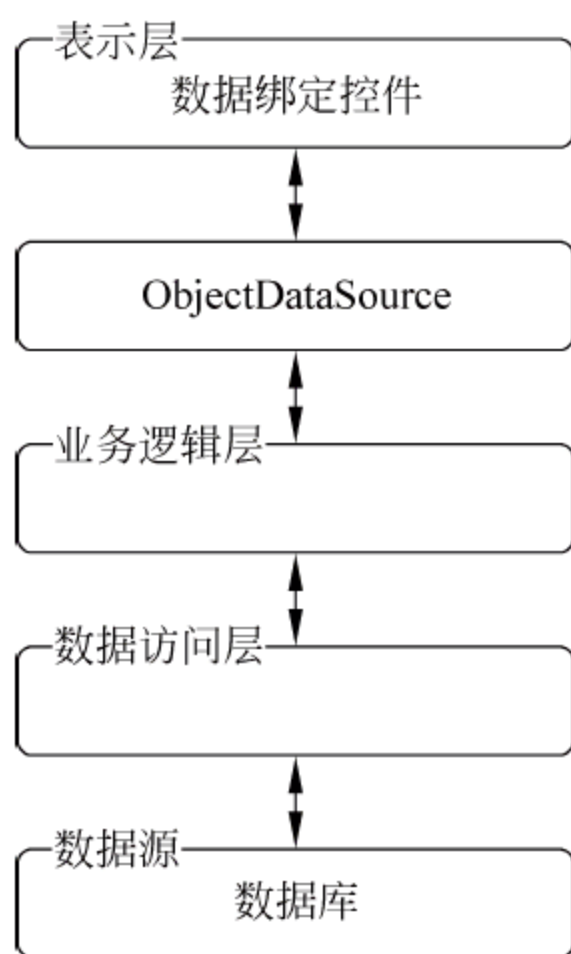 表示层
数据绑定控件
ObjectDataSource
业务逻辑层
数据访问层
数据源
数据库